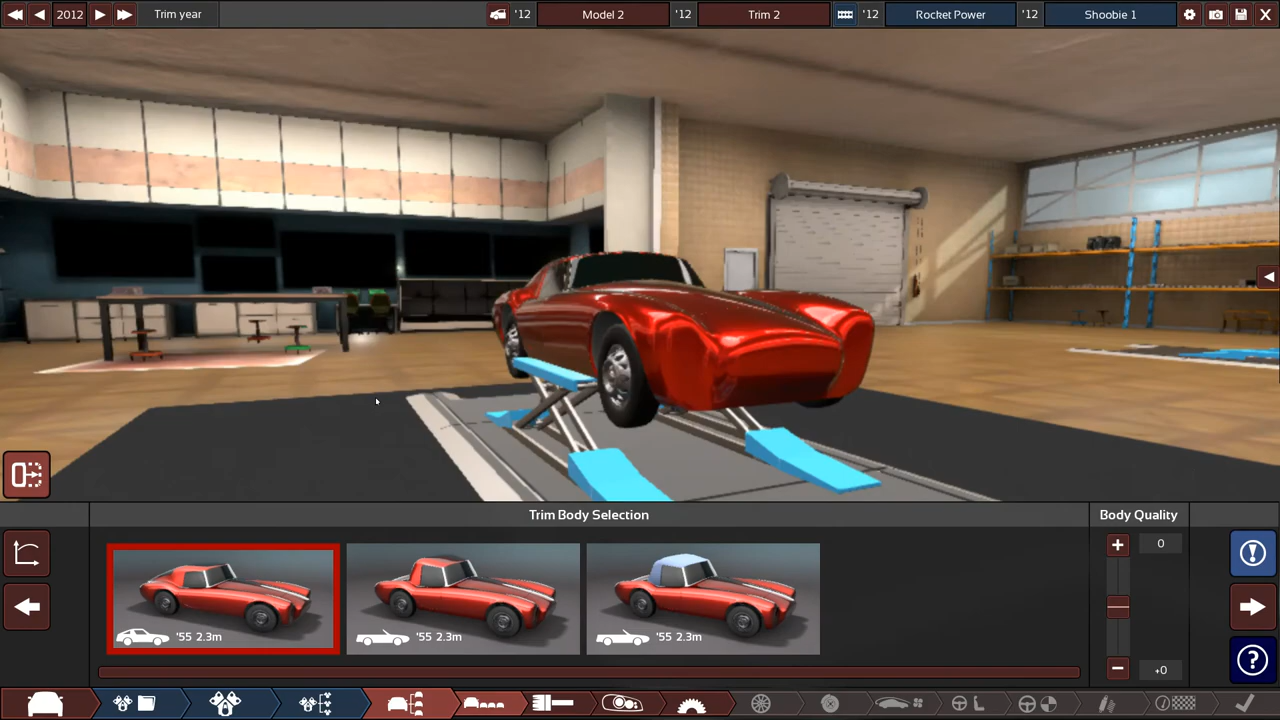 2012 Trim year '12 Model 2 '12 Trim 2 '12 Rocket Power '12 Shoobie 1
Trim Body Selection
Body Quality
0
'55 2.3m
'55 2.3m
'55 2.3m
+0